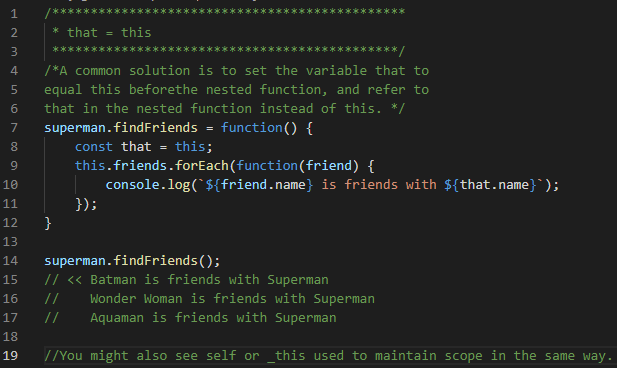 1 /**********************************************
2  * that = this
3  *********************************************/
4 /*A common solution is to set the variable that to
5 equal this beforethe nested function, and refer to
6 that in the nested function instead of this. */
7 superman.findFriends = function() {
8     const that = this;
9     this.friends.forEach(function(friend) {
10         console.log(`${friend.name} is friends with ${that.name}`);
11     });
12 }
13
14 superman.findFriends();
15 // << Batman is friends with Superman
16 //    Wonder Woman is friends with Superman
17 //    Aquaman is friends with Superman
18
19 //You might also see self or _this used to maintain scope in the same way.